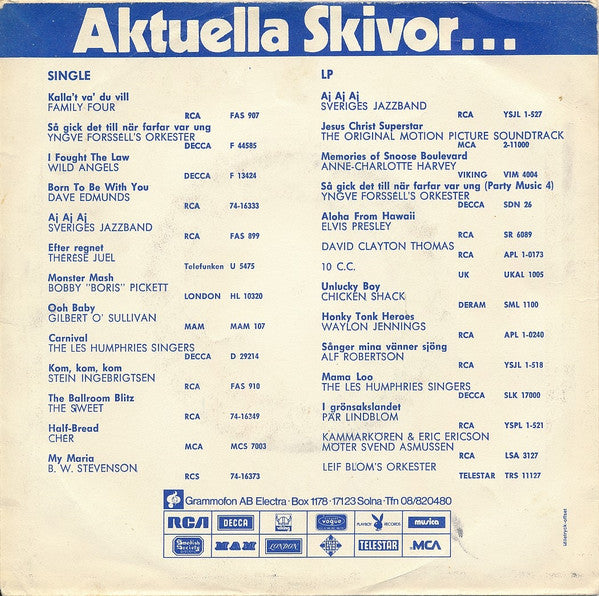 Aktuella Skivor...
SINGLE
Kalla't va' du vill
FAMILY FOUR
RCA FAS 907
Så gick det till när farfar var ung
YNGVE FORSSELL'S ORKESTER
DECCA F 44585
I Fought The Law
WILD ANGELS
DECCA F 13424
Born To Be With You
DAVE EDMUNDS
RCA 74-16333
Aj Aj Aj
SVERIGES JAZZBAND
RCA FAS 899
Efter regnet
THERESE JUEL
Telefunken U 5475
Monster Mash
BOBBY "BORIS" PICKETT
LONDON HL 10320
Ooh Baby
GILBERT O' SULLIVAN
MAM MAM 107
Carnival
THE LES HUMPHRIES SINGERS
DECCA D 29214
Kom, kom, kom
STEIN INGEBRIGTSEN
RCA FAS 910
The Ballroom Blitz
THE SWEET
RCA 74-16349
Half-Bread
CHER
MCA MCS 7003
My Maria
B. W. STEVENSON
RCS 74-16373
LP
Aj Aj Aj
SVERIGES JAZZBAND
RCA YSJL 1-527
Jesus Christ Superstar
THE ORIGINAL MOTION PICTURE SOUNDTRACK
MCA 2-11000
Memories of Snoose Boulevard
ANNE-CHARLOTTE HARVEY
VIKING VIM 4004
Så gick det till när farfar var ung (Party Music 4)
YNGVE FORSSELL'S ORKESTER
DECCA SDN 26
Aloha From Hawaii
ELVIS PRESLEY
RCA SR 6089
DAVID CLAYTON THOMAS
RCA APL 1-0173
10 C.C.
UK UKAL 1005
Unlucky Boy
CHICKEN SHACK
DERAM SML 1100
Honky Tonk Heroes
WAYLON JENNINGS
RCA APL 1-0240
Sånger mina vänner sjöng
ALF ROBERTSON
RCA YSJL 1-518
Mama Loo
THE LES HUMPHRIES SINGERS
DECCA SLK 17000
I grönsakslandet
PÄR LINDBLOM
RCA YSPL 1-521
KAMMARKÖREN & ERIC ERICSON
MÖTER SVEND ASMUSSEN
RCA LSA 3127
LEIF BLOM'S ORKESTER
TELESTAR TRS 11127
Grammofon AB Electra · Box 1178 · 17123 Solna · Tfn 08/820480
RCA DECCA vogue PLAYBOY RECORDS musica
Swedish Society MAM LONDON TELESTAR MCA